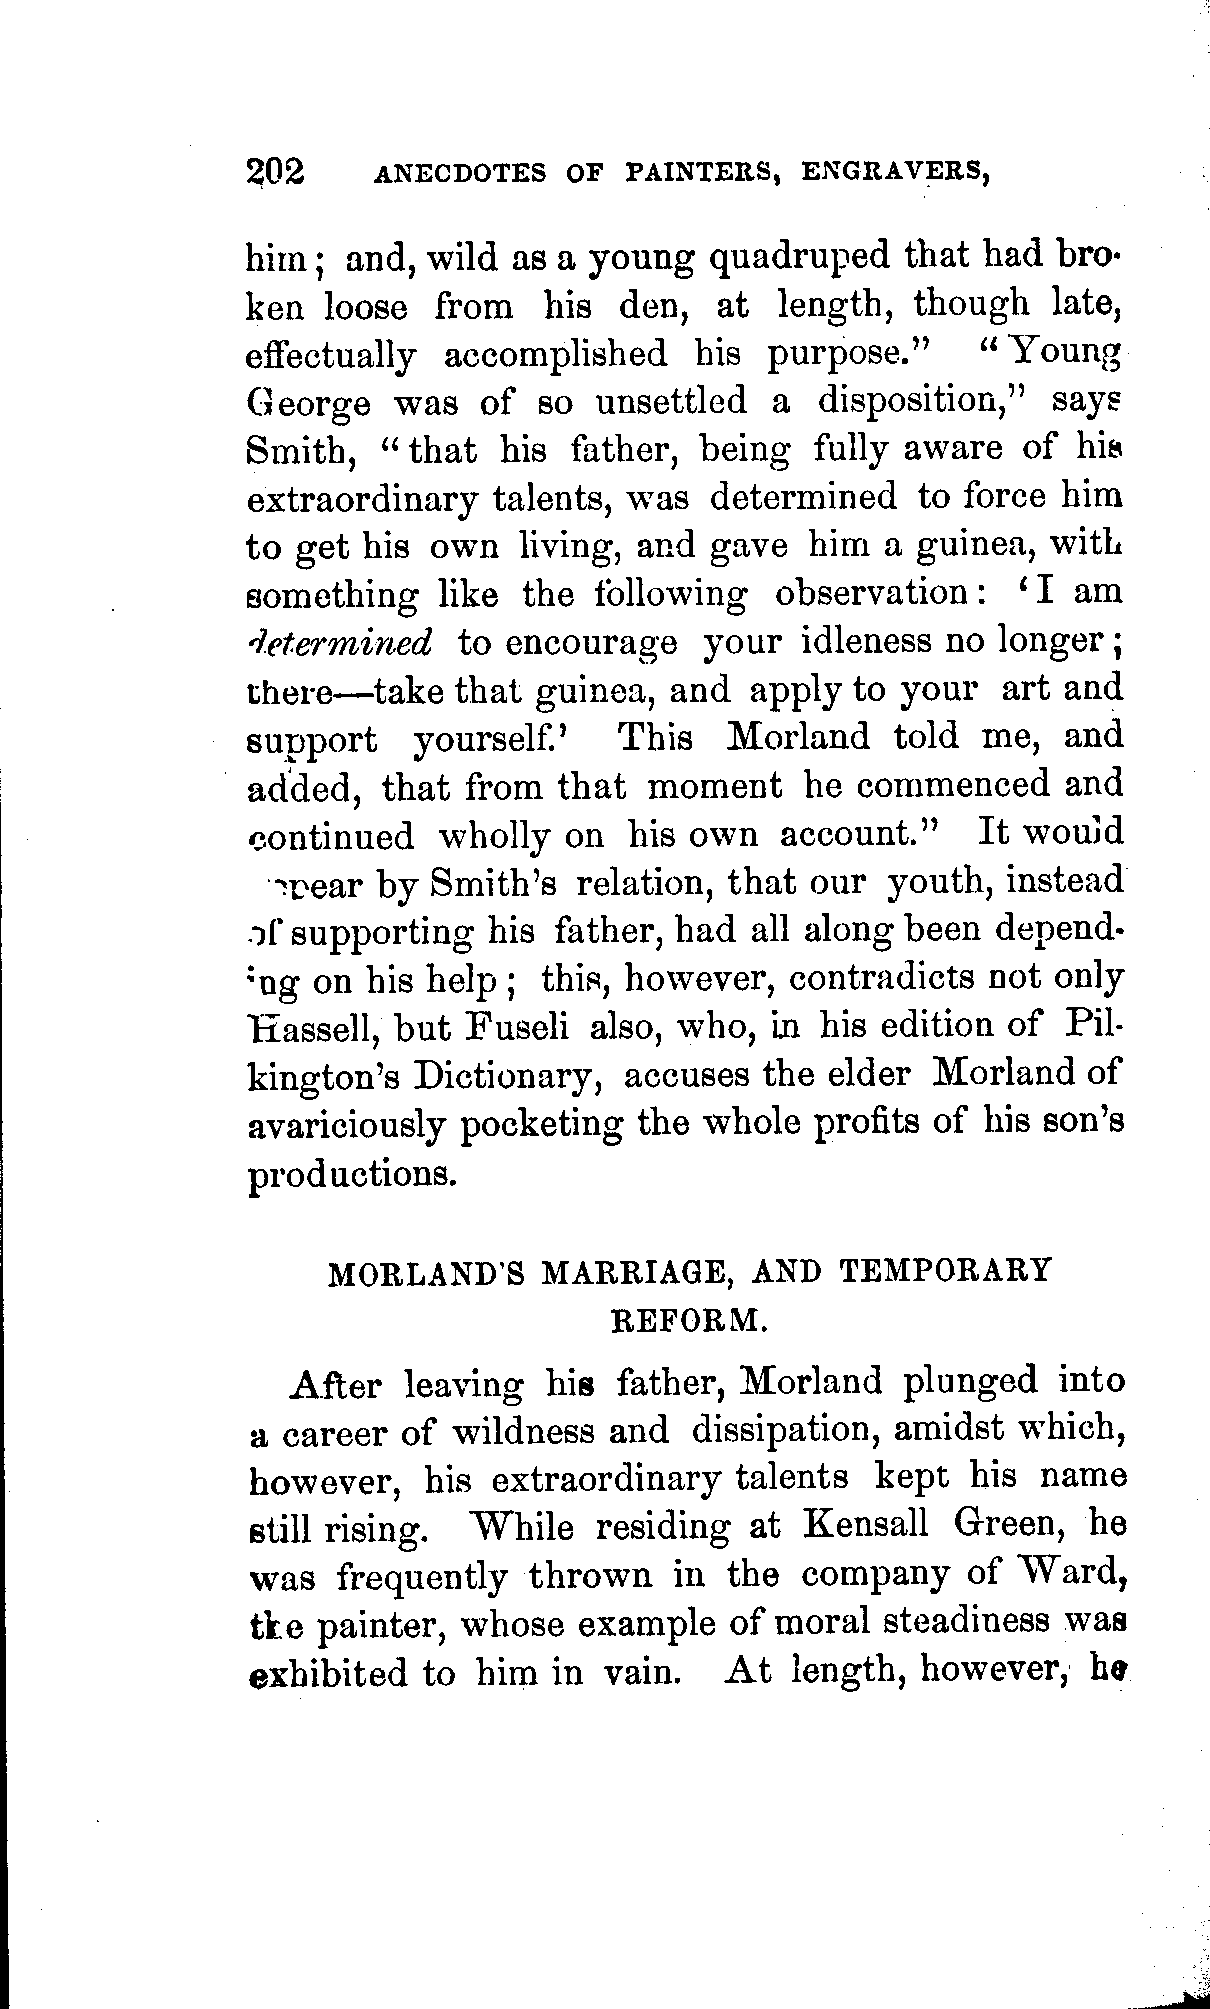 202 ANECDOTES OF PAINTERS, ENGRAVERS,
him; and, wild as a young quadruped that had bro-
ken loose from his den, at length, though late,
effectually accomplished his purpose." "Young
George was of so unsettled a disposition," says
Smith, "that his father, being fully aware of his
extraordinary talents, was determined to force him
to get his own living, and gave him a guinea, with
something like the following observation: 'I am
determined to encourage your idleness no longer;
there—take that guinea, and apply to your art and
support yourself.' This Morland told me, and
added, that from that moment he commenced and
continued wholly on his own account." It would
by Smith's relation, that our youth, instead
of supporting his father, had all along been depend-
ing on his help; this, however, contradicts not only
Hassell, but Fuseli also, who, in his edition of Pil-
kington's Dictionary, accuses the elder Morland of
avariciously pocketing the whole profits of his son's
productions.
MORLAND'S MARRIAGE, AND TEMPORARY
REFORM.
After leaving his father, Morland plunged into
a career of wildness and dissipation, amidst which,
however, his extraordinary talents kept his name
still rising. While residing at Kensall Green, he
was frequently thrown in the company of Ward,
the painter, whose example of moral steadiness was
exhibited to him in vain. At length, however, he